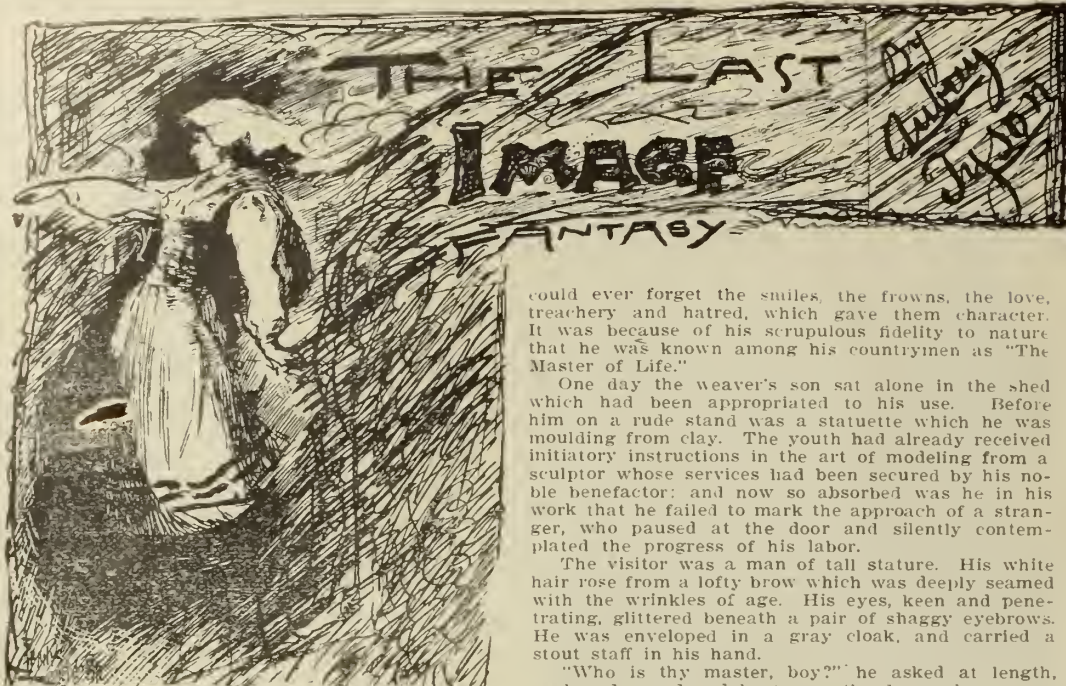 THE LAST
IMAGE
FANTASY
By
Aubrey
Tyson
could ever forget the smiles, the frowns, the love,
treachery and hatred, which gave them character.
It was because of his scrupulous fidelity to nature
that he was known among his countrymen as "The
Master of Life."
One day the weaver's son sat alone in the shed
which had been appropriated to his use. Before
him on a rude stand was a statuette which he was
moulding from clay. The youth had already received
initiatory instructions in the art of modeling from a
sculptor whose services had been secured by his no-
ble benefactor; and now so absorbed was he in his
work that he failed to mark the approach of a stran-
ger, who paused at the door and silently contem-
plated the progress of his labor.
The visitor was a man of tall stature. His white
hair rose from a lofty brow which was deeply seamed
with the wrinkles of age. His eyes, keen and pene-
trating, glittered beneath a pair of shaggy eyebrows.
He was enveloped in a gray cloak, and carried a
stout staff in his hand.
"Who is thy master, boy?" he asked at length,